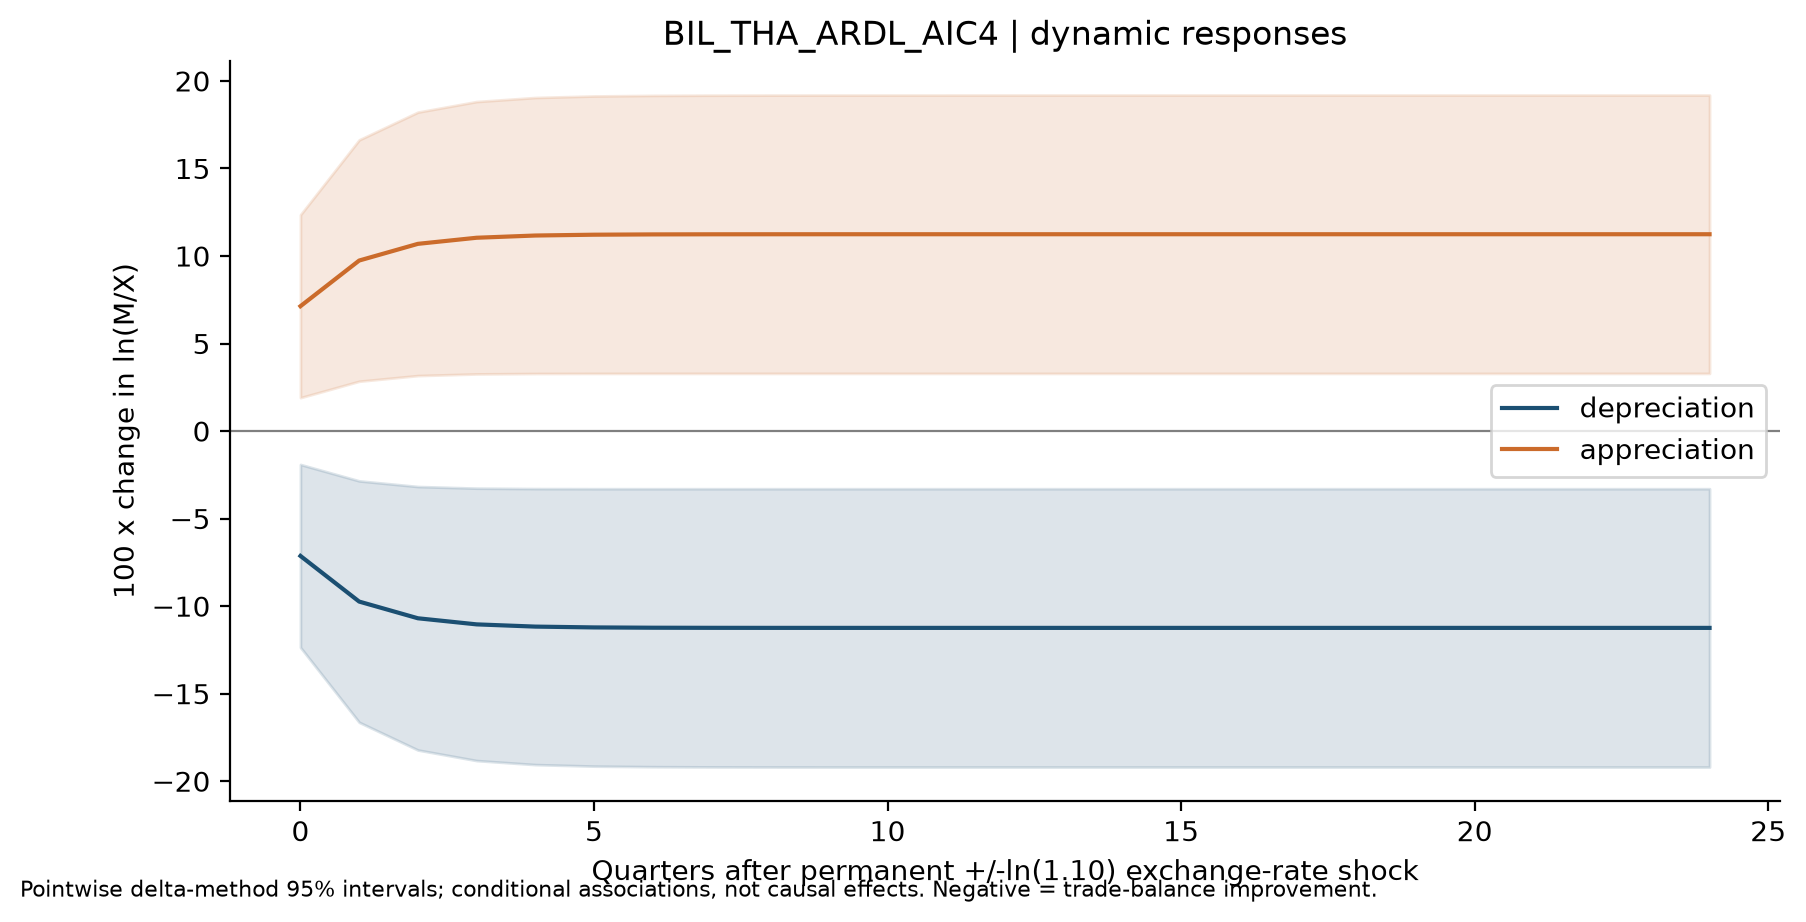 BIL_THA_ARDL_AIC4 | dynamic responses
100 x change in ln(M/X)
20
15
10
5
0
−5
−10
−15
−20
depreciation
appreciation
0
5
10
15
20
25
Quarters after permanent +/-ln(1.10) exchange-rate shock
Pointwise delta-method 95% intervals; conditional associations, not causal effects. Negative = trade-balance improvement.